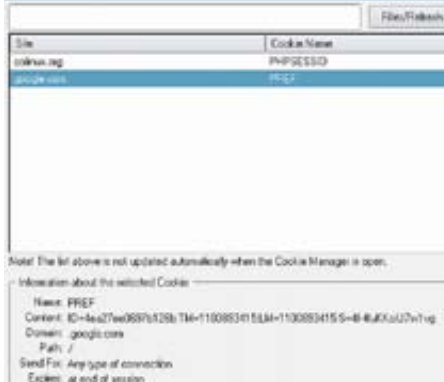 Filter/Refresh
Site Cookie Name
colinux.org PHPSESSID
google.com PREF
Note! The list above is not updated automatically when the Cookie Manager is open.
Information about the selected Cookie
Name: PREF
Content:
Domain: google.com
Path: /
Send For: Any type of connection
Expires: at end of session